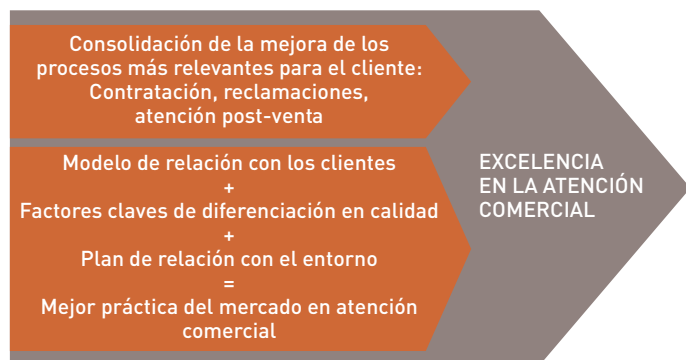 Consolidación de la mejora de los
procesos más relevantes para el cliente:
Contratación, reclamaciones,
atención post-venta
Modelo de relación con los clientes
+
Factores claves de diferenciación en calidad
+
Plan de relación con el entorno
=
Mejor práctica del mercado en atención
comercial
EXCELENCIA
EN LA ATENCIÓN
COMERCIAL